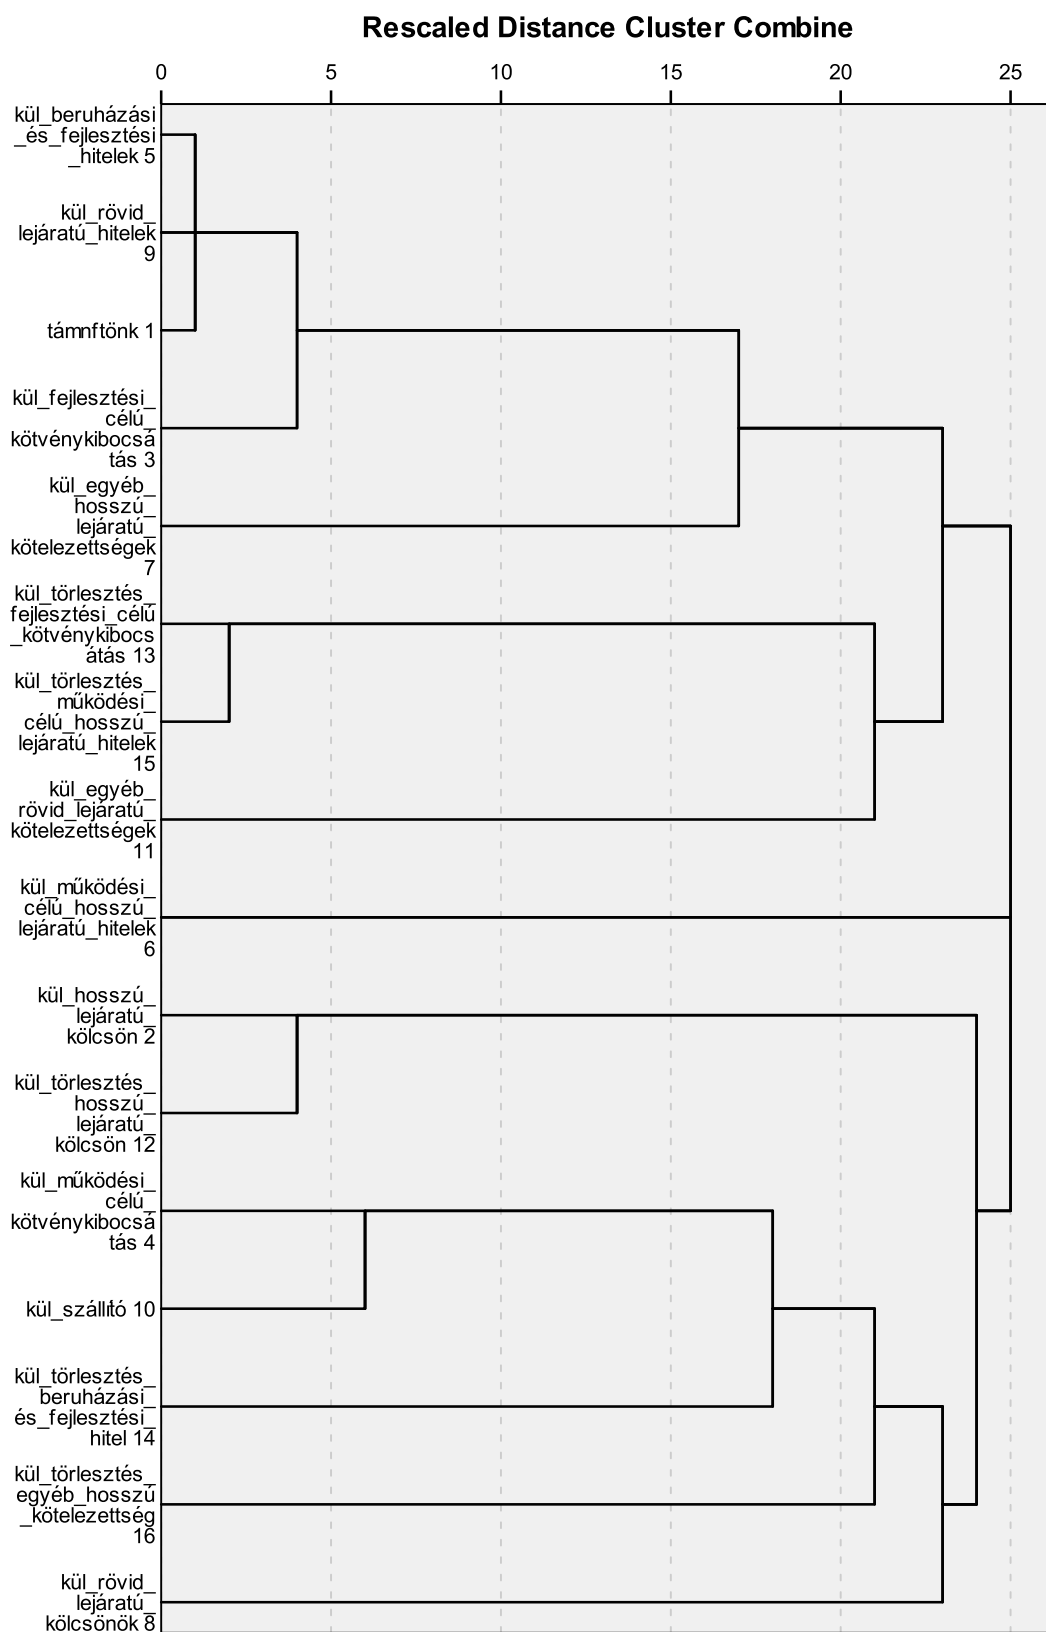 Rescaled Distance Cluster Combine
0 5 10 15 20 25
kül_beruházási
_és_fejlesztési
_hitelek 5
kül_rövid_
lejáratú_hitelek
9
támnftönk 1
kül_fejlesztési_
célú_
kötvénykibocsá
tás 3
kül_egyéb_
hosszú_
lejáratú_
kötelezettségek
7
kül_törlesztés_
fejlesztési_célú
_kötvénykibocs
átás 13
kül_törlesztés_
működési_
célú_hosszú_
lejáratú_hitelek
15
kül_egyéb_
rövid_lejáratú_
kötelezettségek
11
kül_működési_
célú_hosszú_
lejáratú_hitelek
6
kül_hosszú_
lejáratú_
kölcsön 2
kül_törlesztés_
hosszú_
lejáratú_
kölcsön 12
kül_működési_
célú_
kötvénykibocsá
tás 4
kül_szállító 10
kül_törlesztés_
beruházási_
és_fejlesztési_
hitel 14
kül_törlesztés_
egyéb_hosszú
_kötelezettség
16
kül_rövid_
lejáratú_
kölcsönök 8